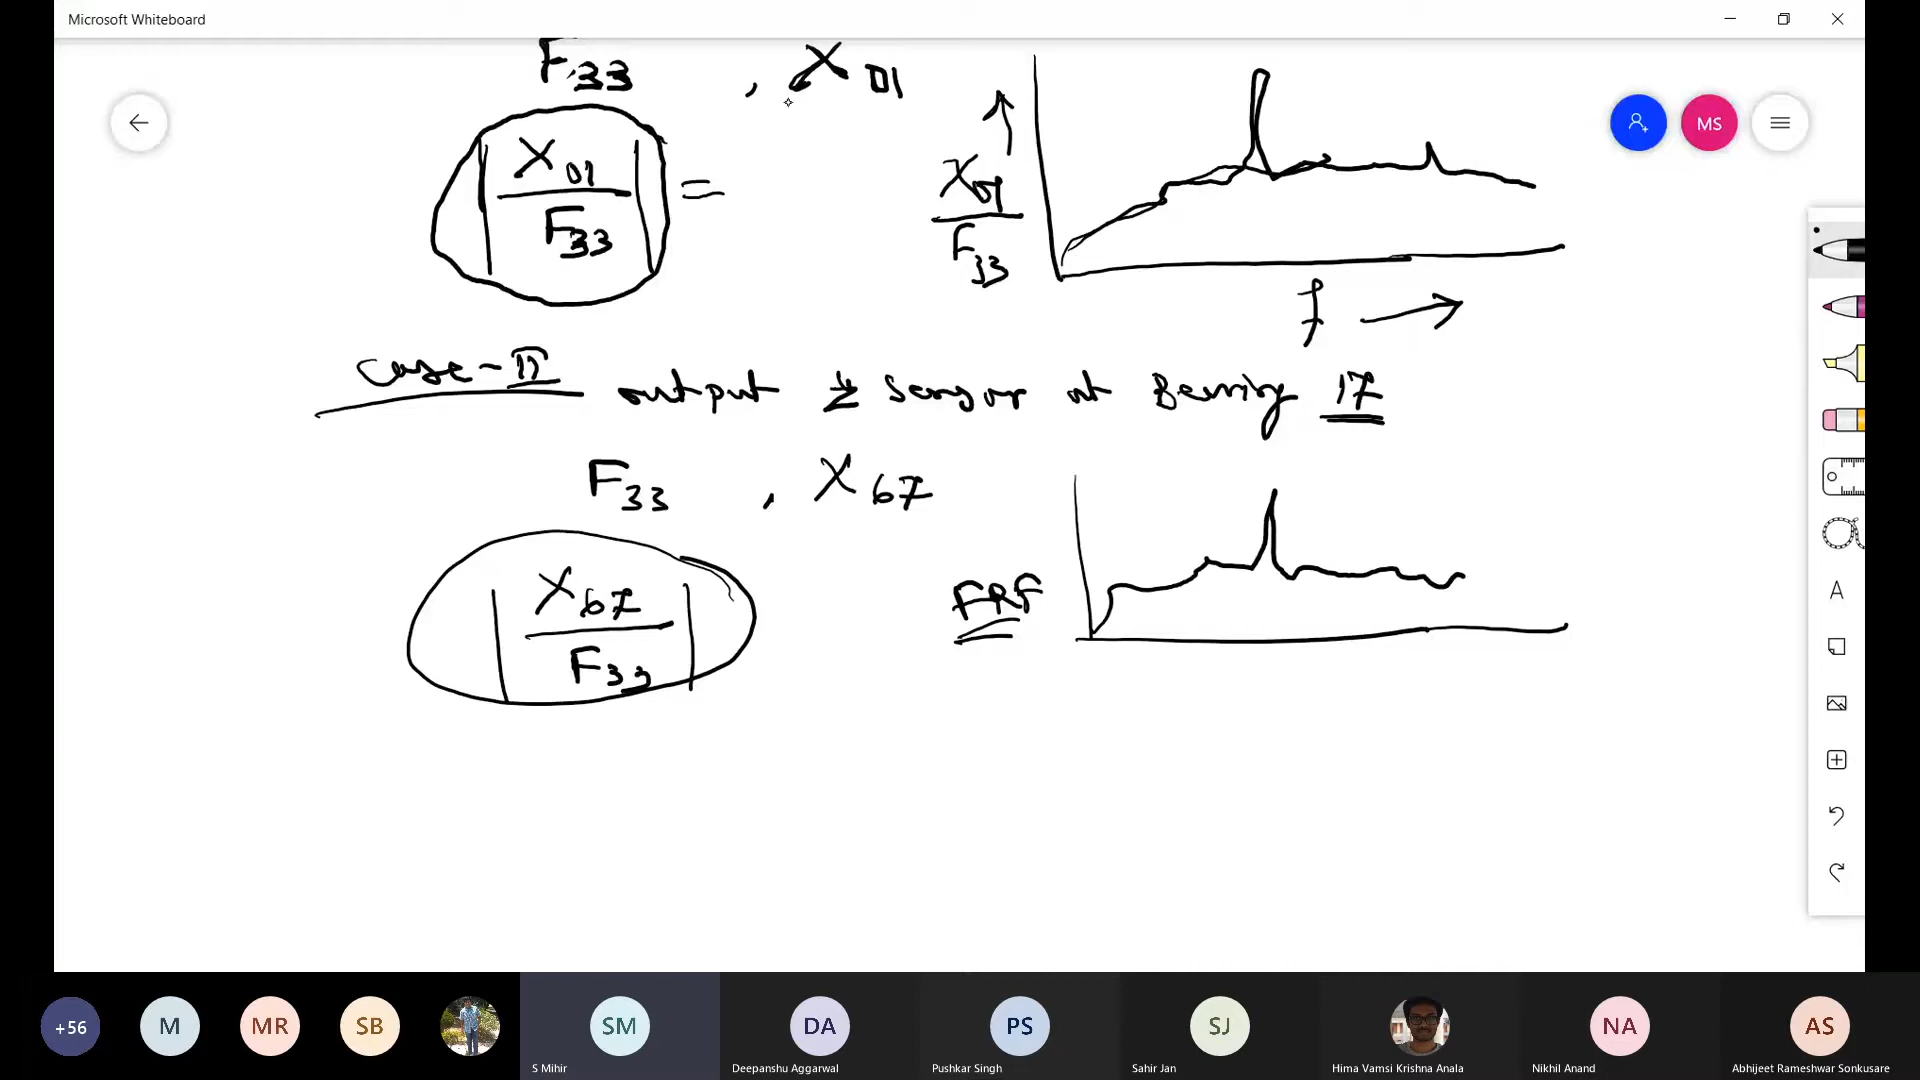 Microsoft Whiteboard
F33 , X01
X01
F33
=
X01
F33
f
MS
case-II output z sensor at Bearing 17
F33 , X67
X67
F33
FRF
A
+56
M
MR
SB
SM
DA
PS
SJ
NA
AS
S Mihir
Deepanshu Aggarwal
Pushkar Singh
Sahir Jan
Hima Vamsi Krishna Anala
Nikhil Anand
Abhijeet Rameshwar Sonkusare